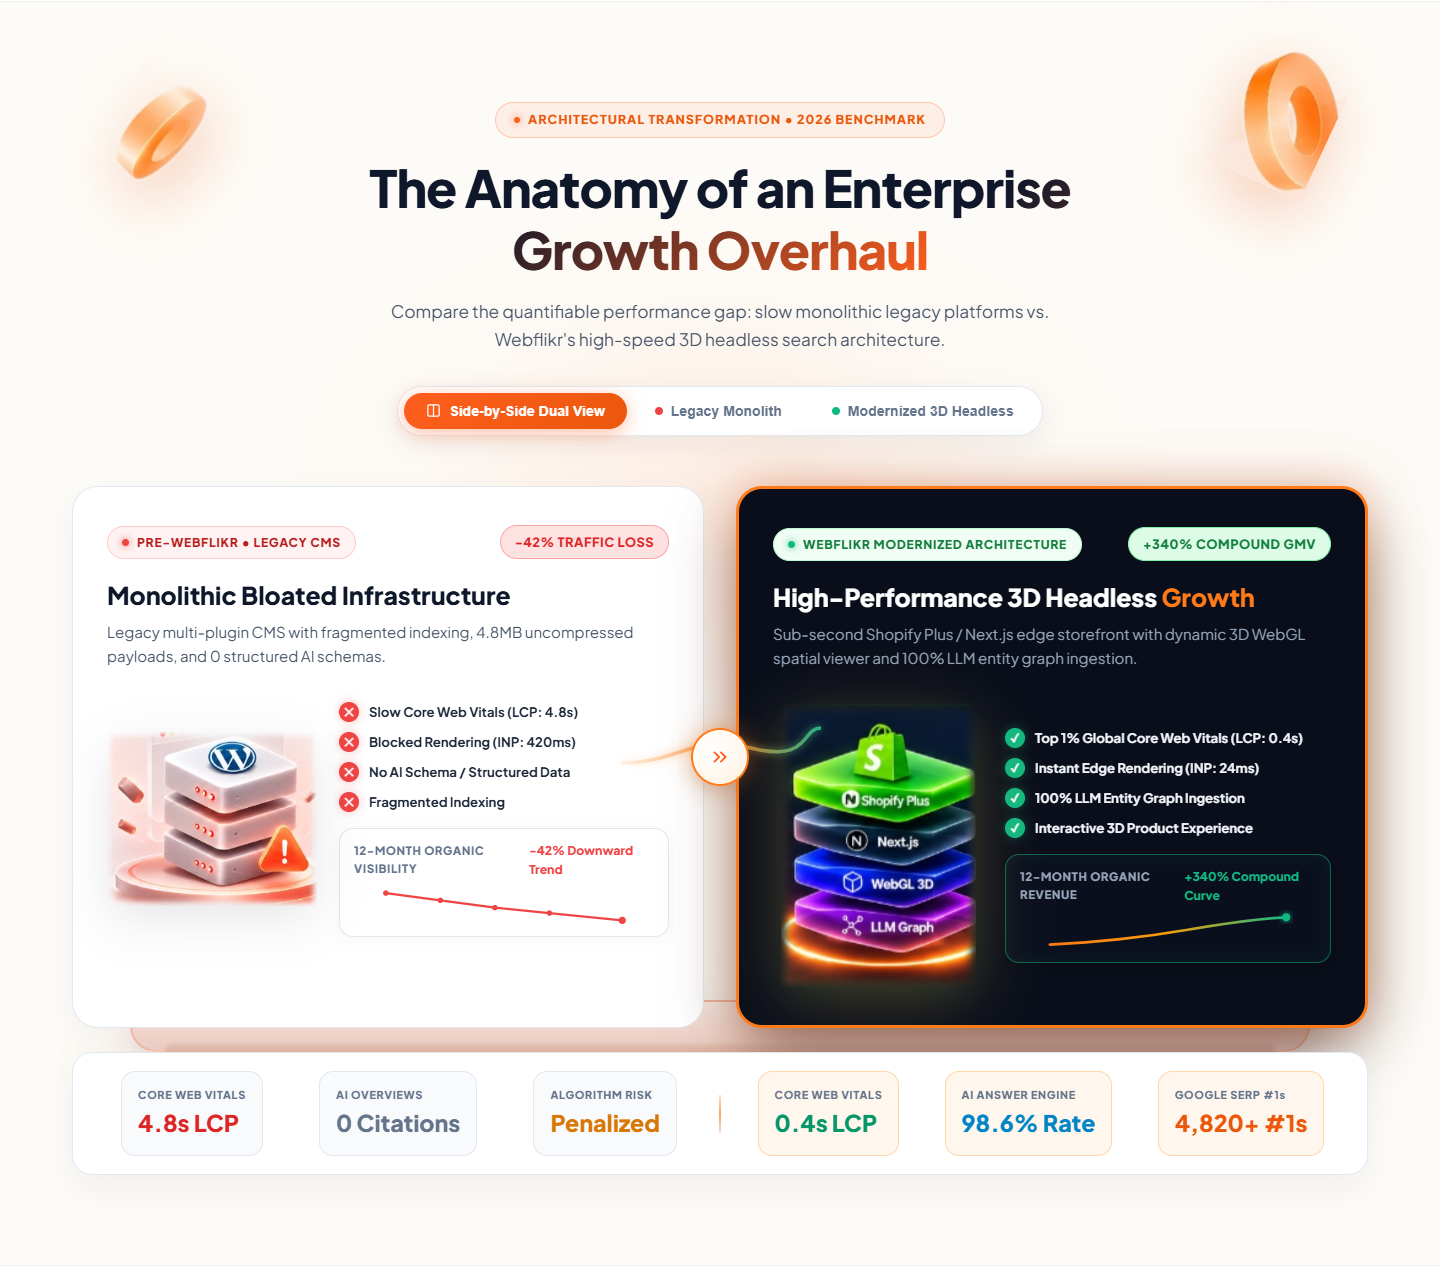 ARCHITECTURAL TRANSFORMATION • 2026 BENCHMARK
The Anatomy of an Enterprise
Growth Overhaul
Compare the quantifiable performance gap: slow monolithic legacy platforms vs.
Webflikr's high-speed 3D headless search architecture.
Side-by-Side Dual View
Legacy Monolith
Modernized 3D Headless
PRE-WEBFLIKR • LEGACY CMS
-42% TRAFFIC LOSS
Monolithic Bloated Infrastructure
Legacy multi-plugin CMS with fragmented indexing, 4.8MB uncompressed
payloads, and 0 structured AI schemas.
Slow Core Web Vitals (LCP: 4.8s)
Blocked Rendering (INP: 420ms)
No AI Schema / Structured Data
Fragmented Indexing
12-MONTH ORGANIC
VISIBILITY
-42% Downward
Trend
WEBFLIKR MODERNIZED ARCHITECTURE
+340% COMPOUND GMV
High-Performance 3D Headless Growth
Sub-second Shopify Plus / Next.js edge storefront with dynamic 3D WebGL
spatial viewer and 100% LLM entity graph ingestion.
Shopify Plus
Next.js
WebGL 3D
LLM Graph
Top 1% Global Core Web Vitals (LCP: 0.4s)
Instant Edge Rendering (INP: 24ms)
100% LLM Entity Graph Ingestion
Interactive 3D Product Experience
12-MONTH ORGANIC
REVENUE
+340% Compound
Curve
CORE WEB VITALS
4.8s LCP
AI OVERVIEWS
0 Citations
ALGORITHM RISK
Penalized
CORE WEB VITALS
0.4s LCP
AI ANSWER ENGINE
98.6% Rate
GOOGLE SERP #1s
4,820+ #1s